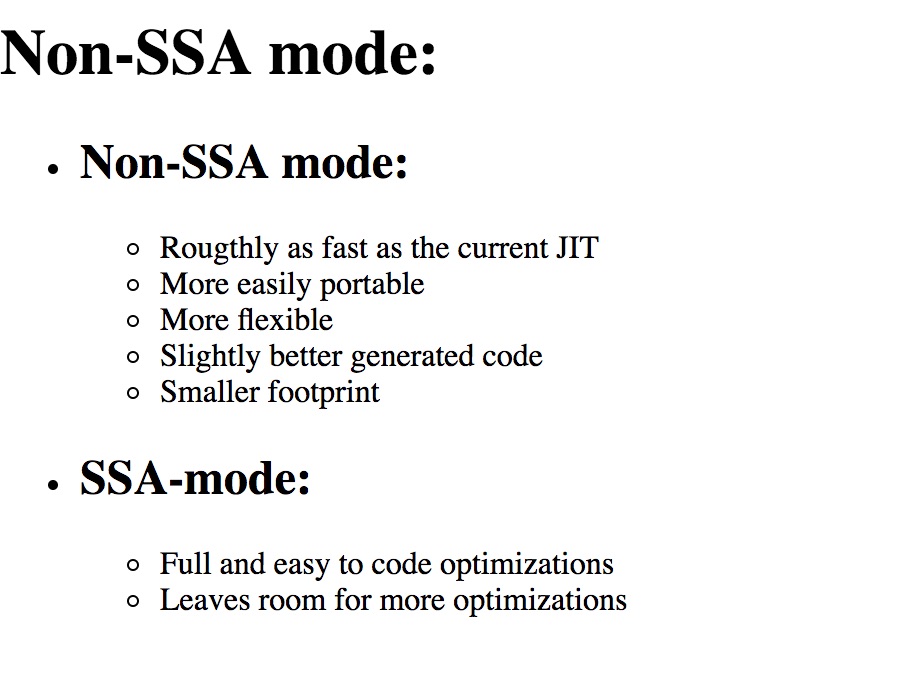 Non-SSA mode:
Non-SSA mode:
Rougthly as fast as the current JIT
More easily portable
More flexible
Slightly better generated code
Smaller footprint
SSA-mode:
Full and easy to code optimizations
Leaves room for more optimizations